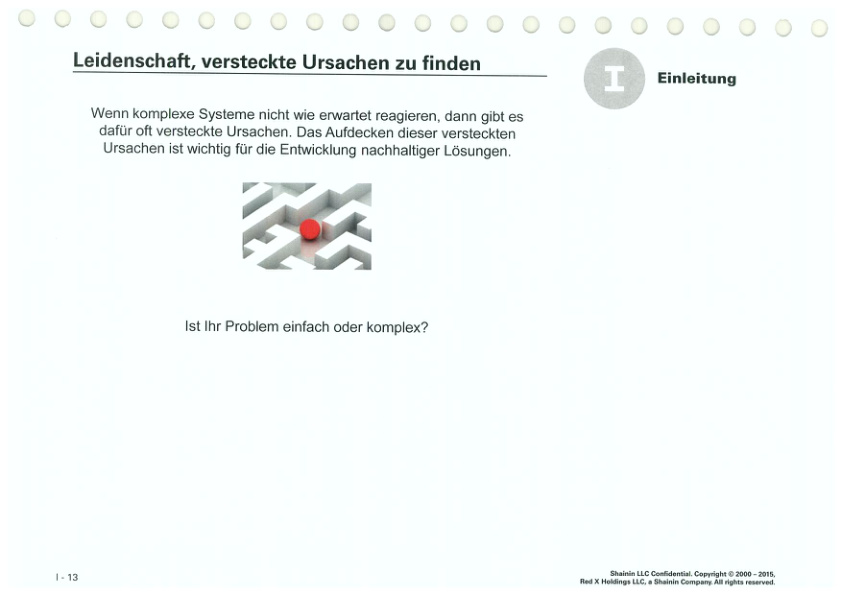 Leidenschaft, versteckte Ursachen zu finden
I
Einleitung
Wenn komplexe Systeme nicht wie erwartet reagieren, dann gibt es
dafür oft versteckte Ursachen. Das Aufdecken dieser versteckten
Ursachen ist wichtig für die Entwicklung nachhaltiger Lösungen.
Ist Ihr Problem einfach oder komplex?
I - 13
Shainin LLC Confidential. Copyright © 2000 – 2015,
Red X Holdings LLC, a Shainin Company. All rights reserved.